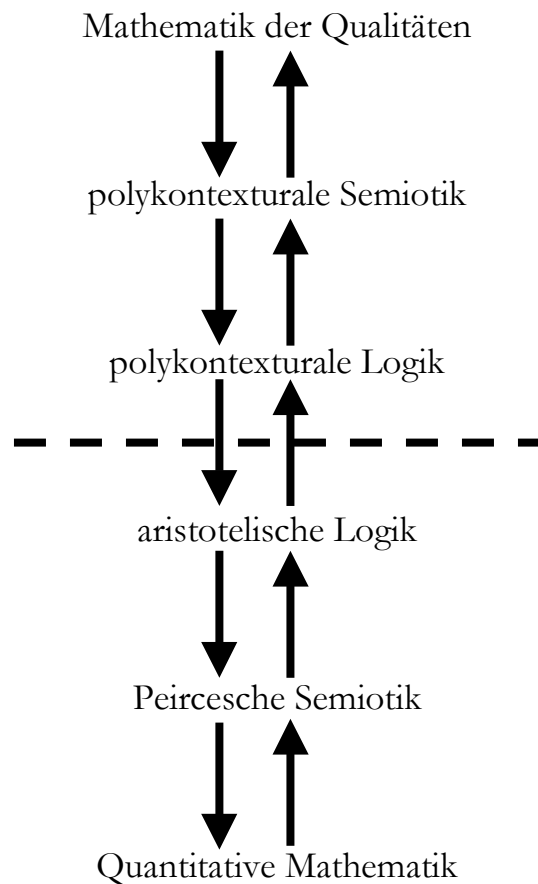 Mathematik der Qualitäten
polykontexturale Semiotik
polykontexturale Logik
aristotelische Logik
Peircesche Semiotik
Quantitative Mathematik